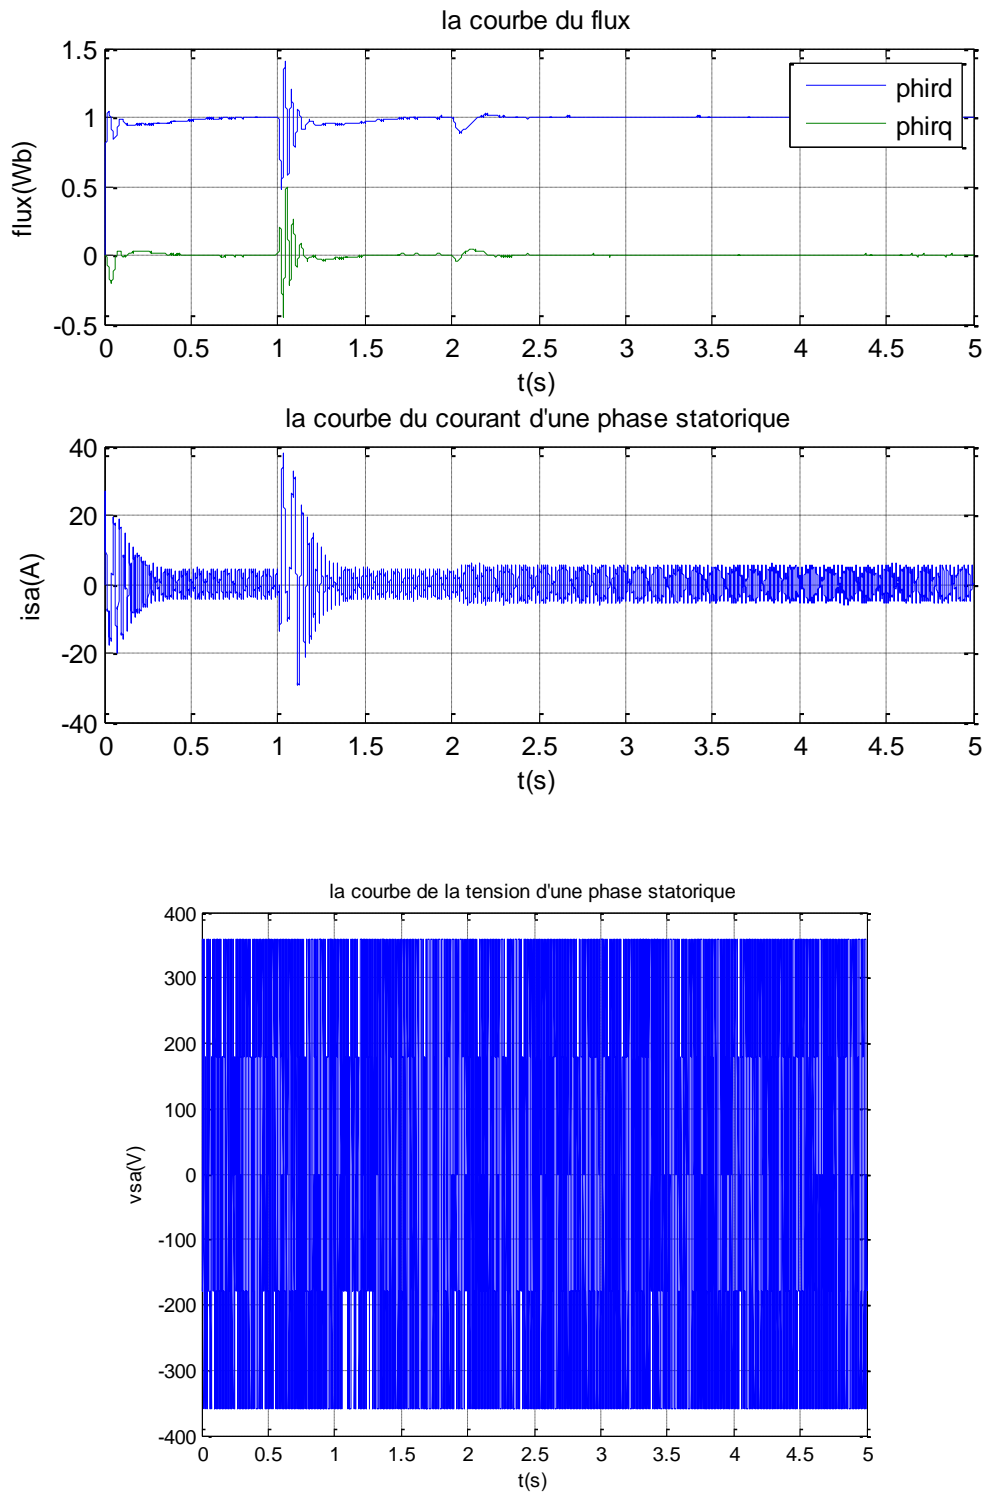 la courbe du flux
1.5
1
0.5
0
-0.5
flux(Wb)
phird
phirq
0 0.5 1 1.5 2 2.5 3 3.5 4 4.5 5
t(s)
la courbe du courant d'une phase statorique
40
20
0
-20
-40
isa(A)
0 0.5 1 1.5 2 2.5 3 3.5 4 4.5 5
t(s)
la courbe de la tension d'une phase statorique
400
300
200
100
0
-100
-200
-300
-400
vsa(V)
0 0.5 1 1.5 2 2.5 3 3.5 4 4.5 5
t(s)